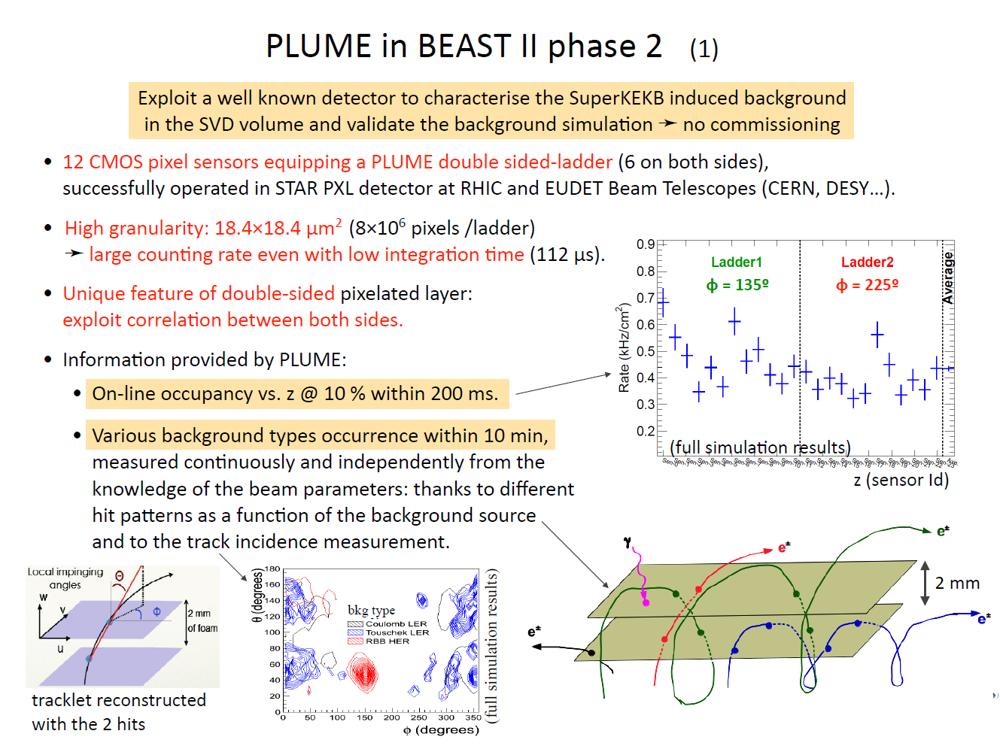 PLUME in BEAST II phase 2 (1)
Exploit a well known detector to characterise the SuperKEKB induced background
in the SVD volume and validate the background simulation ➛ no commissioning
• 12 CMOS pixel sensors equipping a PLUME double sided-ladder (6 on both sides),
successfully operated in STAR PXL detector at RHIC and EUDET Beam Telescopes (CERN, DESY…).
• High granularity: 18.4×18.4 µm² (8×10⁶ pixels /ladder)
➛ large counting rate even with low integration time (112 µs).
• Unique feature of double-sided pixelated layer:
exploit correlation between both sides.
• Information provided by PLUME:
• On-line occupancy vs. z @ 10 % within 200 ms.
• Various background types occurrence within 10 min,
measured continuously and independently from the
knowledge of the beam parameters: thanks to different
hit patterns as a function of the background source
and to the track incidence measurement.
Rate (kHz/cm²)
0.9
0.8
0.7
0.6
0.5
0.4
0.3
0.2
Ladder1
ϕ = 135º
Ladder2
ϕ = 225º
Average
(full simulation results)
z (sensor Id)
Local impinging
angles
Θ
w
v
u
Φ
2 mm
of foam
tracklet reconstructed
with the 2 hits
θ (degrees)
180
160
140
120
100
80
60
40
20
0
bkg type
Coulomb LER
Touschek LER
RBB HER
0 50 100 150 200 250 300 350
ϕ (degrees)
(full simulation results)
γ
e±
e±
2 mm
e±
e±